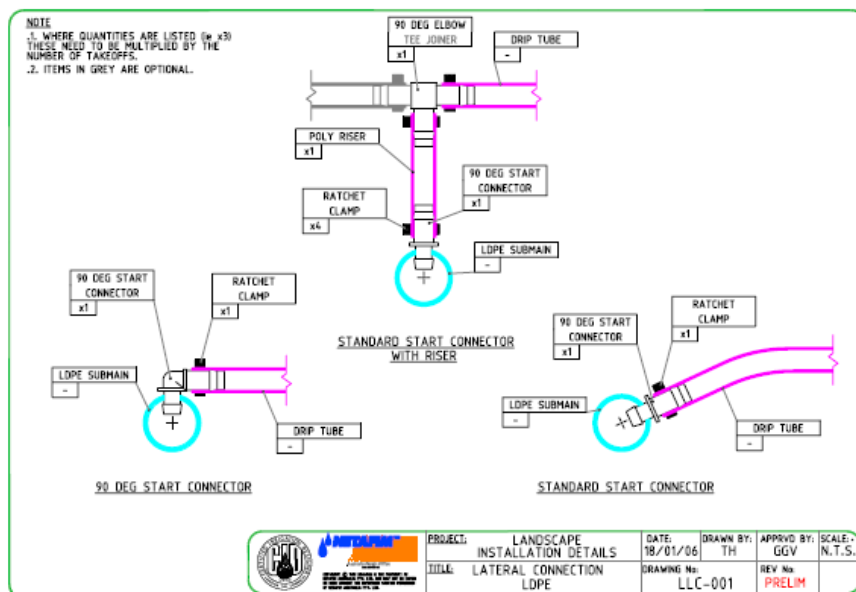 NOTE
.1. WHERE QUANTITIES ARE LISTED (ie x3)
THESE NEED TO BE MULTIPLIED BY THE
NUMBER OF TAKEOFFS.
.2. ITEMS IN GREY ARE OPTIONAL.
90 DEG ELBOW
TEE JOINER
x1
DRIP TUBE
-
POLY RISER
x1
90 DEG START
CONNECTOR
x1
RATCHET
CLAMP
x4
LDPE SUBMAIN
-
STANDARD START CONNECTOR
WITH RISER
90 DEG START
CONNECTOR
x1
RATCHET
CLAMP
x1
LDPE SUBMAIN
-
DRIP TUBE
-
90 DEG START CONNECTOR
90 DEG START
CONNECTOR
x1
RATCHET
CLAMP
x1
LDPE SUBMAIN
-
DRIP TUBE
-
STANDARD START CONNECTOR
NETAFIM™
PROJECT: LANDSCAPE
INSTALLATION DETAILS
DATE: 18/01/06
DRAWN BY: TH
APPRVD BY: GGV
SCALE:-
N.T.S.
TITLE: LATERAL CONNECTION
LDPE
DRAWING No: LLC-001
REV No: PRELIM